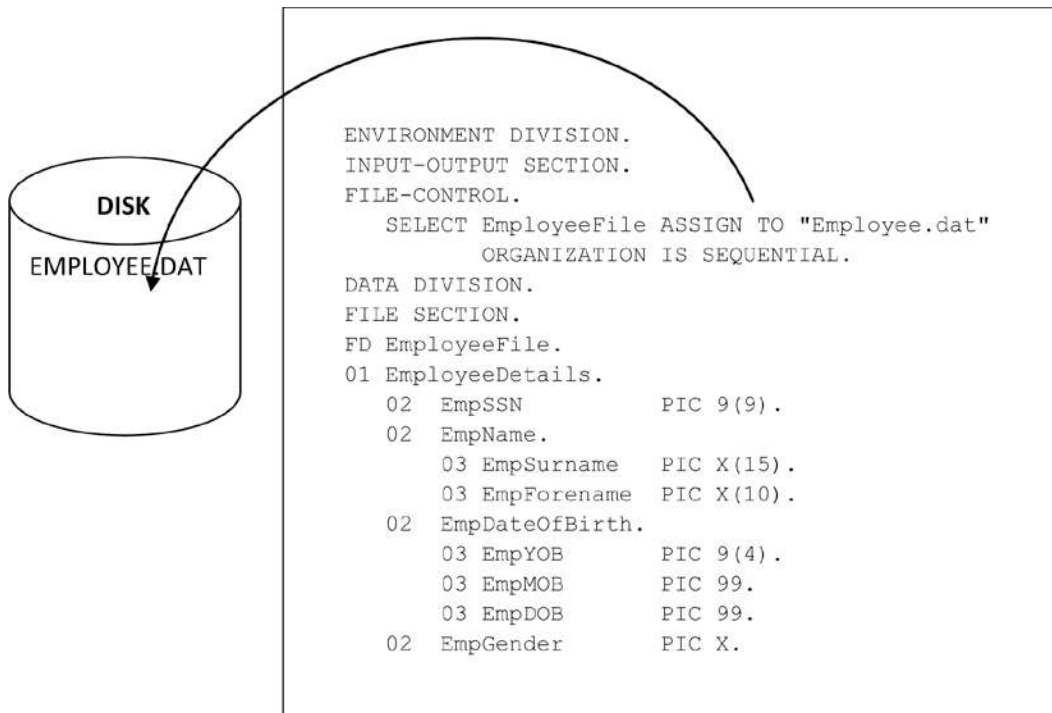 DISK
EMPLOYEE.DAT
ENVIRONMENT DIVISION.
INPUT-OUTPUT SECTION.
FILE-CONTROL.
SELECT EmployeeFile ASSIGN TO "Employee.dat"
ORGANIZATION IS SEQUENTIAL.
DATA DIVISION.
FILE SECTION.
FD EmployeeFile.
01 EmployeeDetails.
02 EmpSSN PIC 9(9).
02 EmpName.
03 EmpSurname PIC X(15).
03 EmpForename PIC X(10).
02 EmpDateOfBirth.
03 EmpYOB PIC 9(4).
03 EmpMOB PIC 99.
03 EmpDOB PIC 99.
02 EmpGender PIC X.